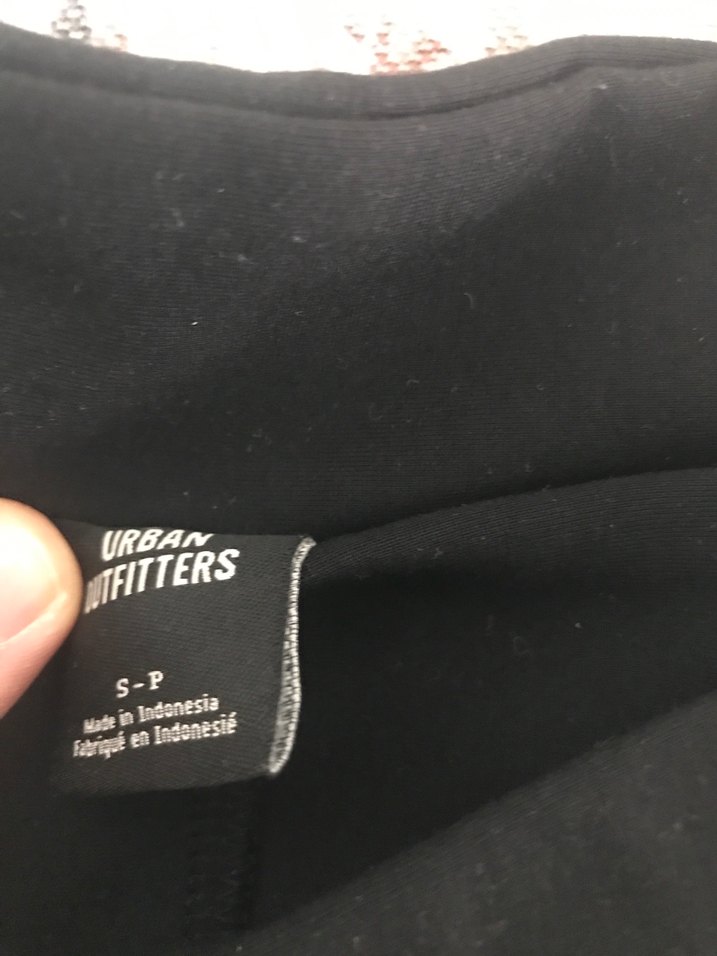 URBAN
OUTFITTERS
S-P
Made in Indonesia
Fabriqué en Indonesié